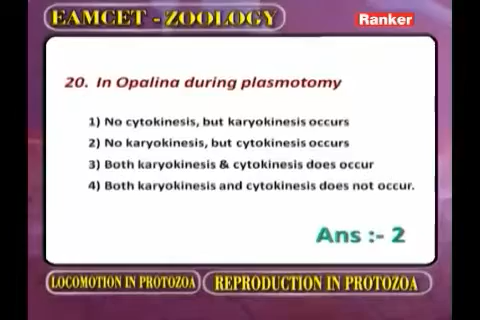 EAMCET - ZOOLOGY
Ranker
20. In Opalina during plasmotomy
1) No cytokinesis, but karyokinesis occurs
2) No karyokinesis, but cytokinesis occurs
3) Both karyokinesis & cytokinesis does occur
4) Both karyokinesis and cytokinesis does not occur.
Ans :- 2
LOCOMOTION IN PROTOZOA
REPRODUCTION IN PROTOZOA